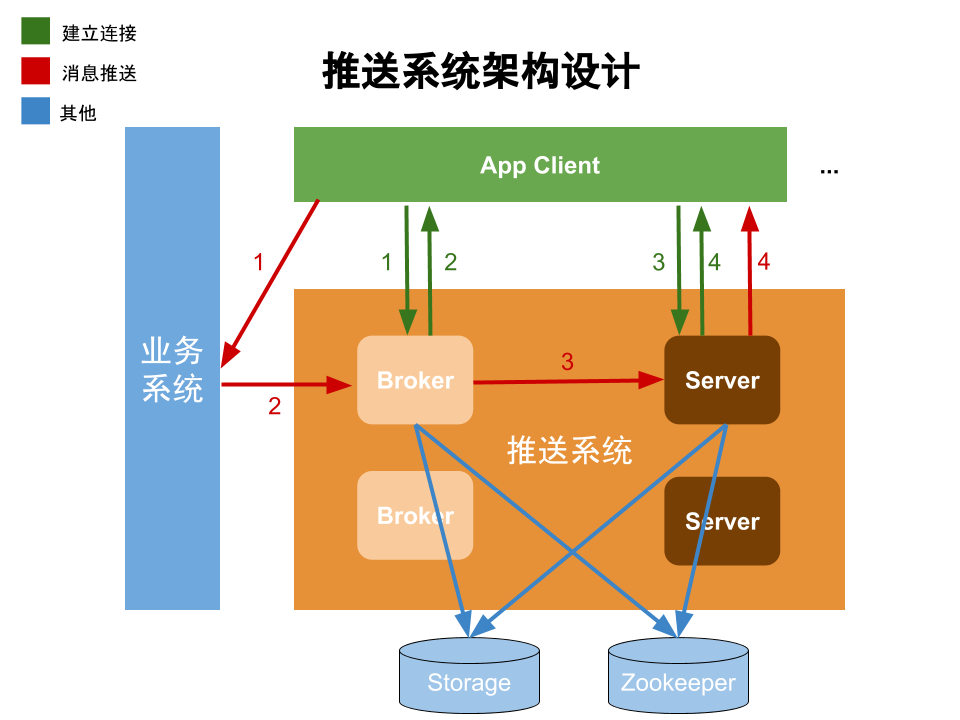 建立连接
消息推送
其他
推送系统架构设计
App Client
...
1
1
2
3
4
4
业务
系统
Broker
3
Server
2
推送系统
Broker
Server
Storage
Zookeeper